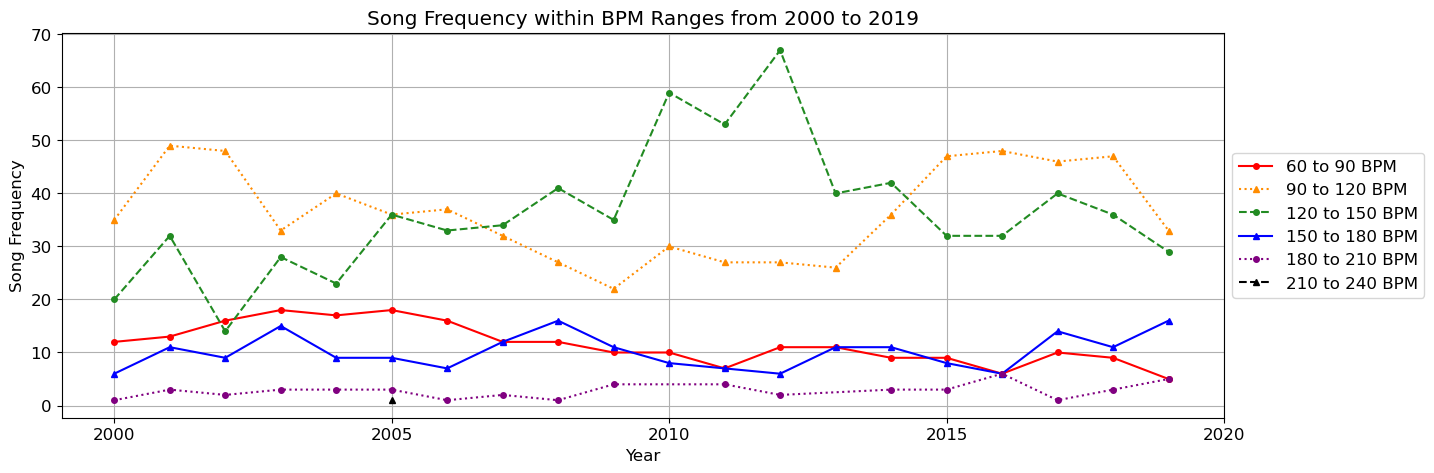 Song Frequency within BPM Ranges from 2000 to 2019
70
60
50
40
30
20
10
0
Song Frequency
2000 2005 2010 2015 2020
Year
60 to 90 BPM
90 to 120 BPM
120 to 150 BPM
150 to 180 BPM
180 to 210 BPM
210 to 240 BPM